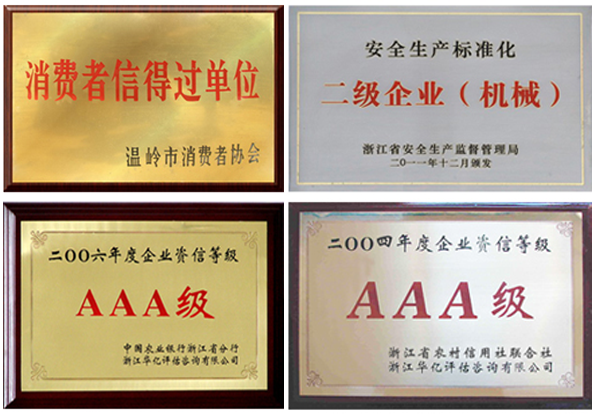 消费者信得过单位
温岭市消费者协会
安全生产标准化
二级企业（机械）
浙江省安全生产监督管理局
二〇一一年十二月颁发
二OO六年度企业资信等级
AAA级
中国农业银行浙江省分行
浙江华亿评估咨询有限公司
二OO四年度企业资信等级
AAA级
浙江省农村信用社联合社
浙江华亿评估咨询有限公司